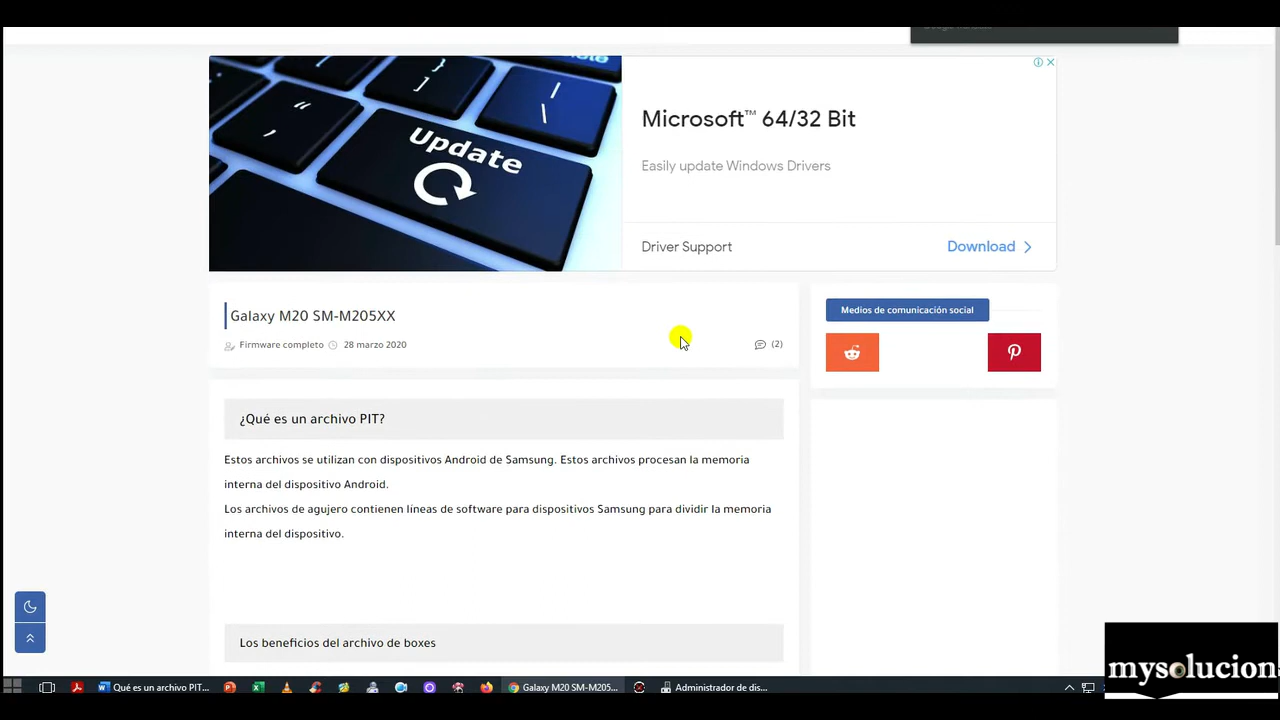 Update
Microsoft™ 64/32 Bit
Easily update Windows Drivers
Driver Support
Download
Galaxy M20 SM-M205XX
Firmware completo
28 marzo 2020
(2)
Medios de comunicación social
¿Qué es un archivo PIT?
Estos archivos se utilizan con dispositivos Android de Samsung. Estos archivos procesan la memoria
interna del dispositivo Android.
Los archivos de agujero contienen líneas de software para dispositivos Samsung para dividir la memoria
interna del dispositivo.
Los beneficios del archivo de boxes
Qué es un archivo PIT...
Galaxy M20 SM-M205...
Administrador de dis...
mysolucion